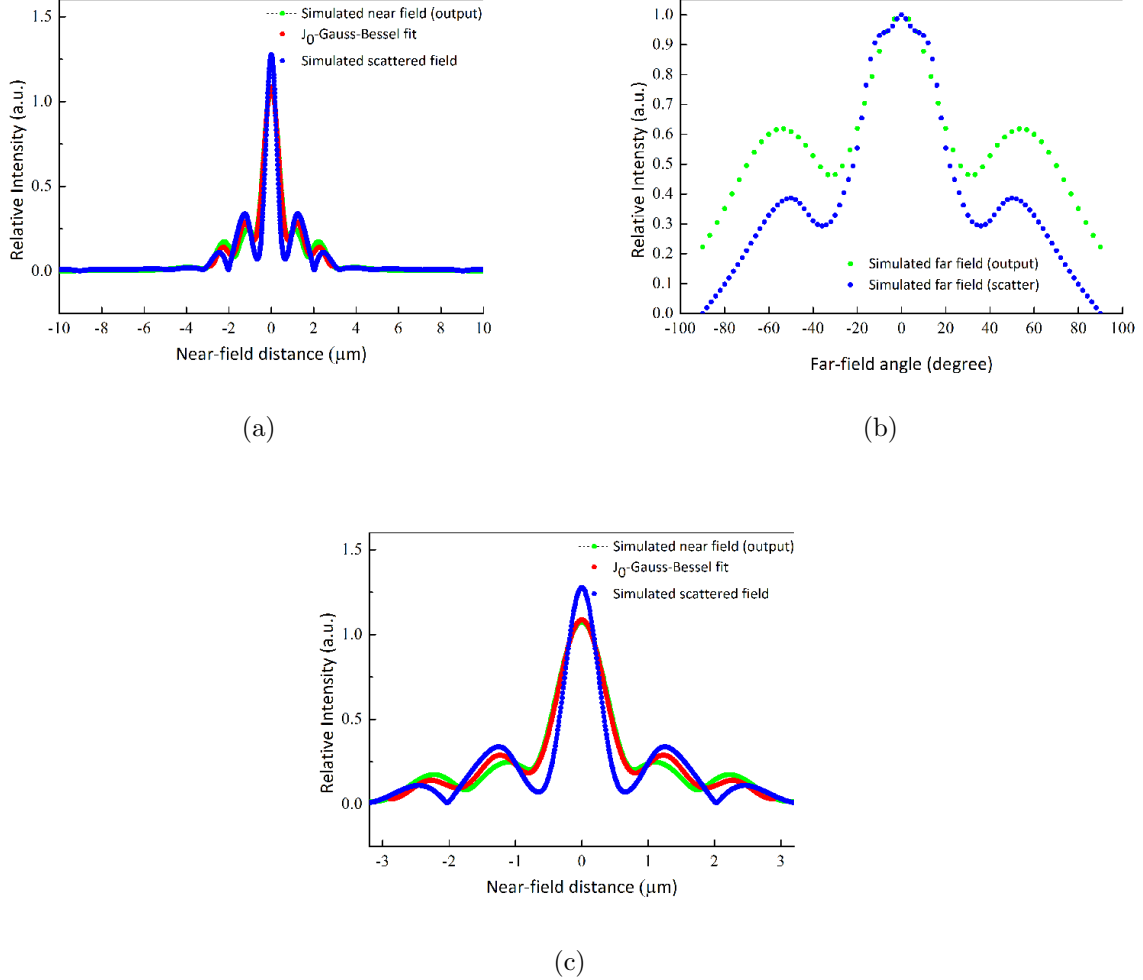 1.5
1.0
0.5
0.0
Relative Intensity (a.u.)
Simulated near field (output)
J0-Gauss-Bessel fit
Simulated scattered field
-10 -8 -6 -4 -2 0 2 4 6 8 10
Near-field distance (μm)
(a)
1.0
0.9
0.8
0.7
0.6
0.5
0.4
0.3
0.2
0.1
0.0
Relative Intensty (a.u.)
Simulated far field (output)
Simulated far field (scatter)
-100 -80 -60 -40 -20 0 20 40 60 80 100
Far-field angle (degree)
(b)
1.5
1.0
0.5
0.0
Relative Intensity (a.u.)
Simulated near field (output)
J0-Gauss-Bessel fit
Simulated scattered field
-3 -2 -1 0 1 2 3
Near-field distance (μm)
(c)